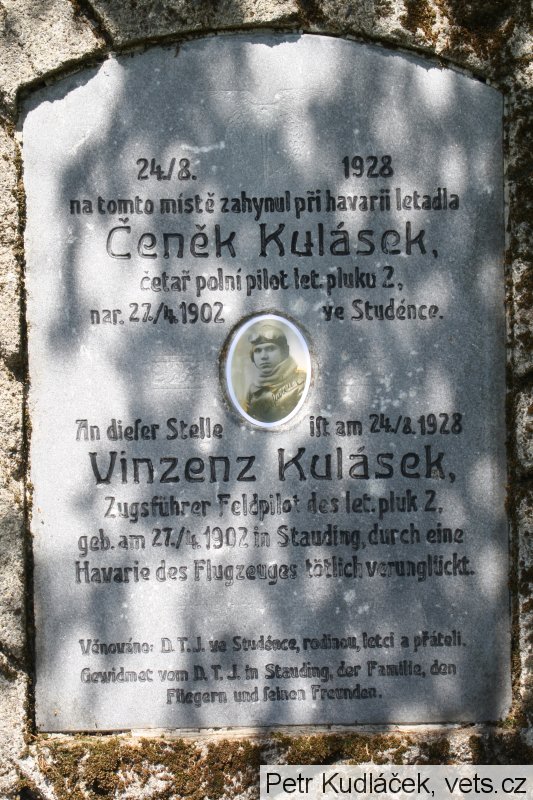 24./8. 1928
na tomto místě zahynul při havarii letadla
Čeněk Kulásek,
četař polní pilot let. pluku 2,
nar. 27./4. 1902 ve Studénce.
An dieſer Stelle iſt am 24./8. 1928
Vinzenz Kulásek,
Zugsführer Feldpilot des let. pluk 2,
geb. am 27./4. 1902 in Stauding, durch eine
Havarie des Flugzeuges tötlich verunglückt.
Věnováno: D. T. J. ve Studénce, rodinou, letci a přáteli.
Gewidmet vom D. T. J. in Stauding, der Familie, den
Fliegern und ſeinen Freunden.
Petr Kudláček, vets.cz